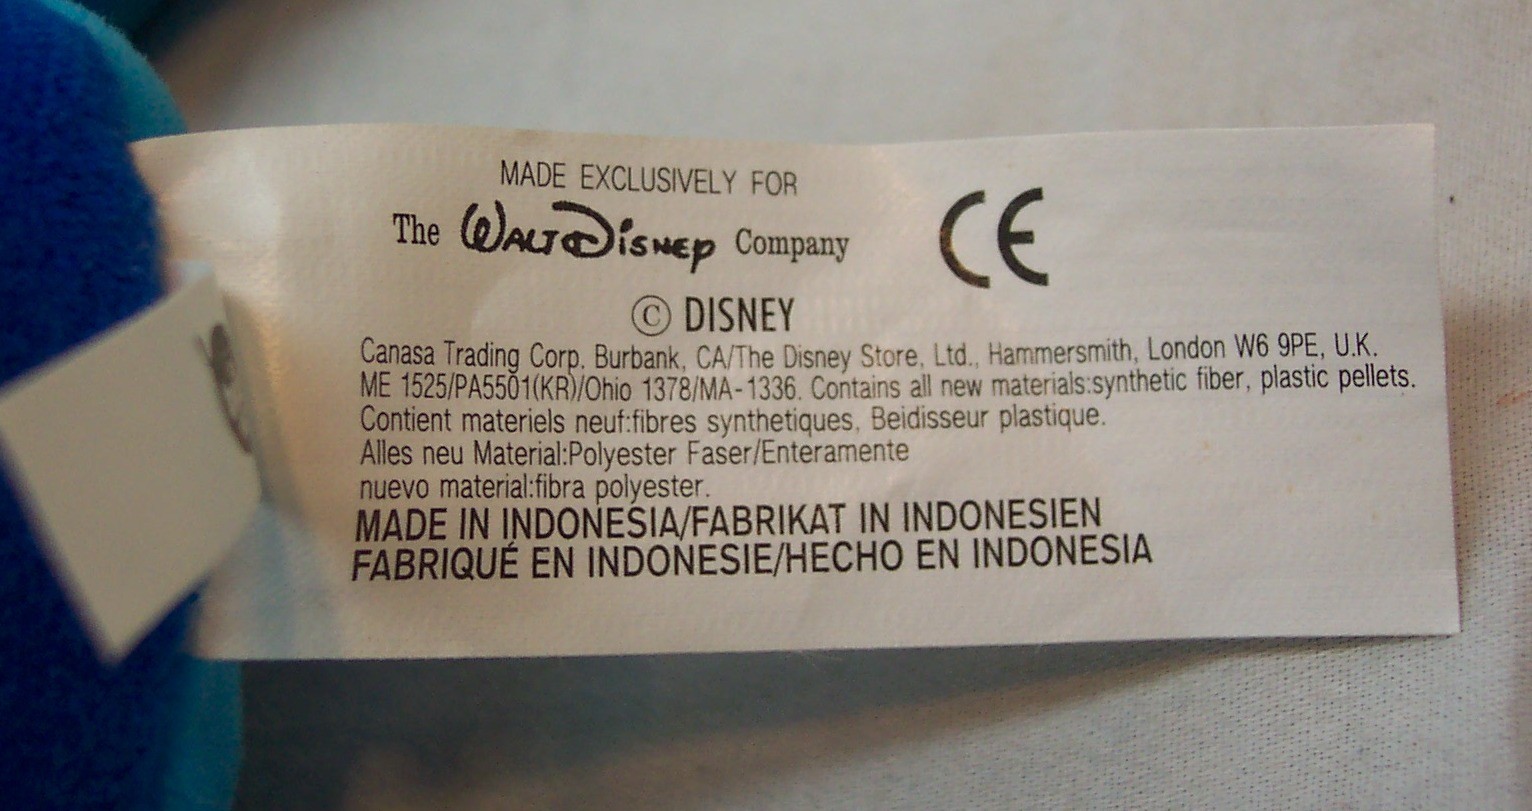 MADE EXCLUSIVELY FOR
The Walt Disney Company
CE
© DISNEY
Canasa Trading Corp. Burbank, CA/The Disney Store, Ltd., Hammersmith, London W6 9PE, U.K.
ME 1525/PA5501(KR)/Ohio 1378/MA-1336. Contains all new materials:synthetic fiber, plastic pellets.
Contient materiels neuf:fibres synthetiques, Beidisseur plastique.
Alles neu Material:Polyester Faser/Enteramente
nuevo material:fibra polyester.
MADE IN INDONESIA/FABRIKAT IN INDONESIEN
FABRIQUÉ EN INDONESIE/HECHO EN INDONESIA